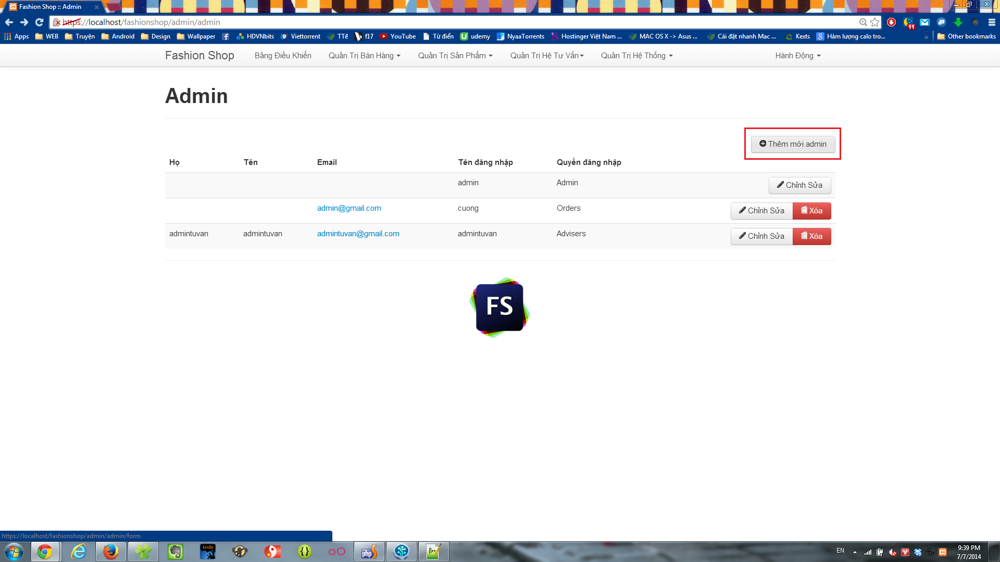 Fashion Shop :: Admin
https://localhost/fashionshop/admin/admin
11
Apps WEB Truyện Android Design Wallpaper HDVNbits Viettorrent TTĩ f17 YouTube Từ điển udemy NyaaTorrents Hostinger Việt Nam ... MAC OS X -> Asus ... Cài đặt nhanh Mac ... Kexts Hàm lượng calo tro... » Other bookmarks
Fashion Shop Bảng Điều Khiển Quản Trị Bán Hàng Quản Trị Sản Phẩm Quản Trị Hệ Tư Vấn Quản Trị Hệ Thống Hành Động
Admin
Thêm mới admin
Họ Tên Email Tên đăng nhập Quyền đăng nhập
admin Admin Chỉnh Sửa
admin@gmail.com cuong Orders Chỉnh Sửa Xóa
admintuvan admintuvan admintuvan@gmail.com admintuvan Advisers Chỉnh Sửa Xóa
FS
https://localhost/fashionshop/admin/admin/form
kindle
php
EN
9:39 PM
7/7/2014